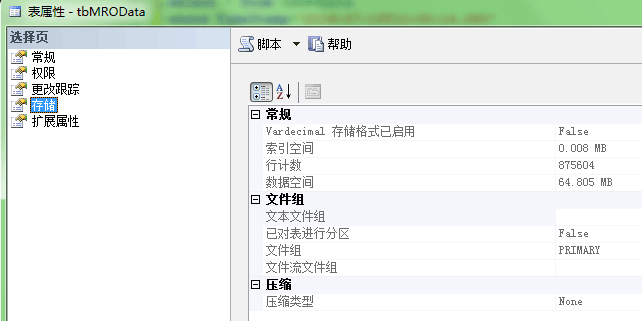 表属性 - tbMROData
选择页
常规
权限
更改跟踪
存储
扩展属性
脚本 帮助
常规
Vardecimal 存储格式已启用 False
索引空间 0.008 MB
行计数 875604
数据空间 64.805 MB
文件组
文本文件组
已对表进行分区 False
文件组 PRIMARY
文件流文件组
压缩
压缩类型 None